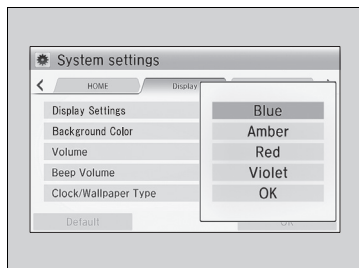 System settings
HOME
Display
Display Settings
Background Color
Volume
Beep Volume
Clock/Wallpaper Type
Default
OK
Blue
Amber
Red
Violet
OK